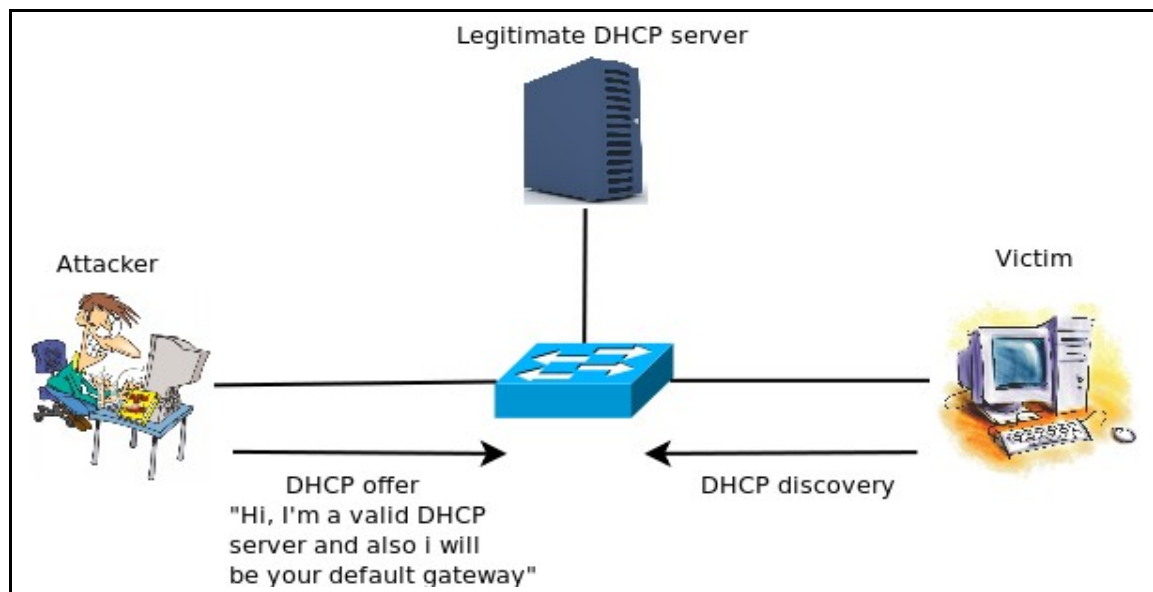 Legitimate DHCP server
Attacker
Victim
DHCP offer
"Hi, I'm a valid DHCP
server and also i will
be your default gateway"
DHCP discovery